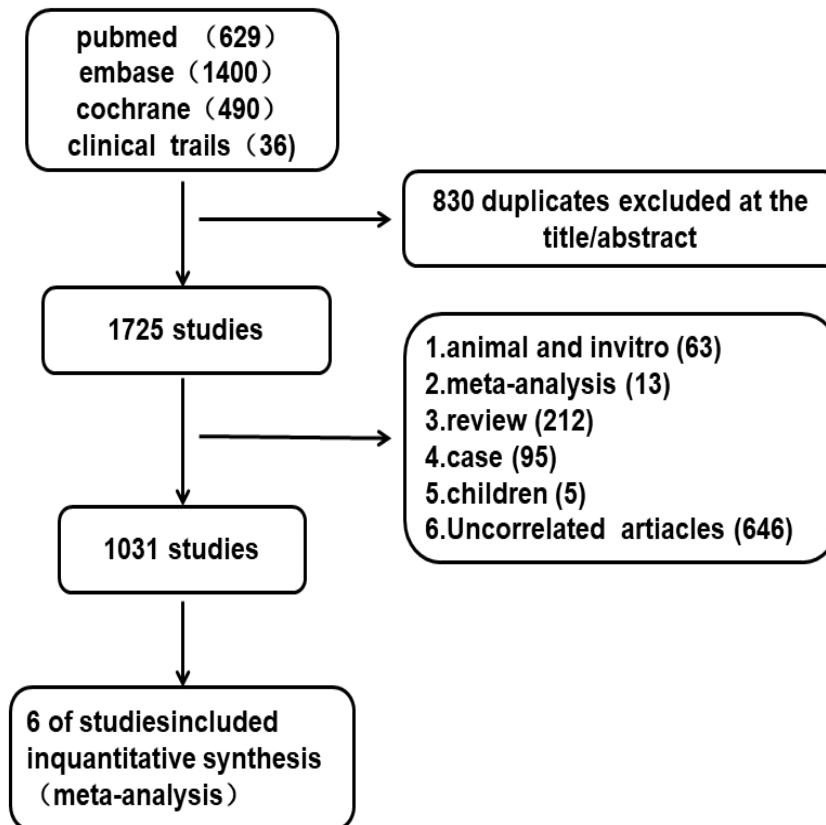 pubmed （629）
embase（1400）
cochrane（490）
clinical trails（36）
830 duplicates excluded at the
title/abstract
1725 studies
1.animal and invitro (63)
2.meta-analysis (13)
3.review (212)
4.case (95)
5.children (5)
6.Uncorrelated artiacles (646)
1031 studies
6 of studiesincluded
inquantitative synthesis
（meta-analysis）